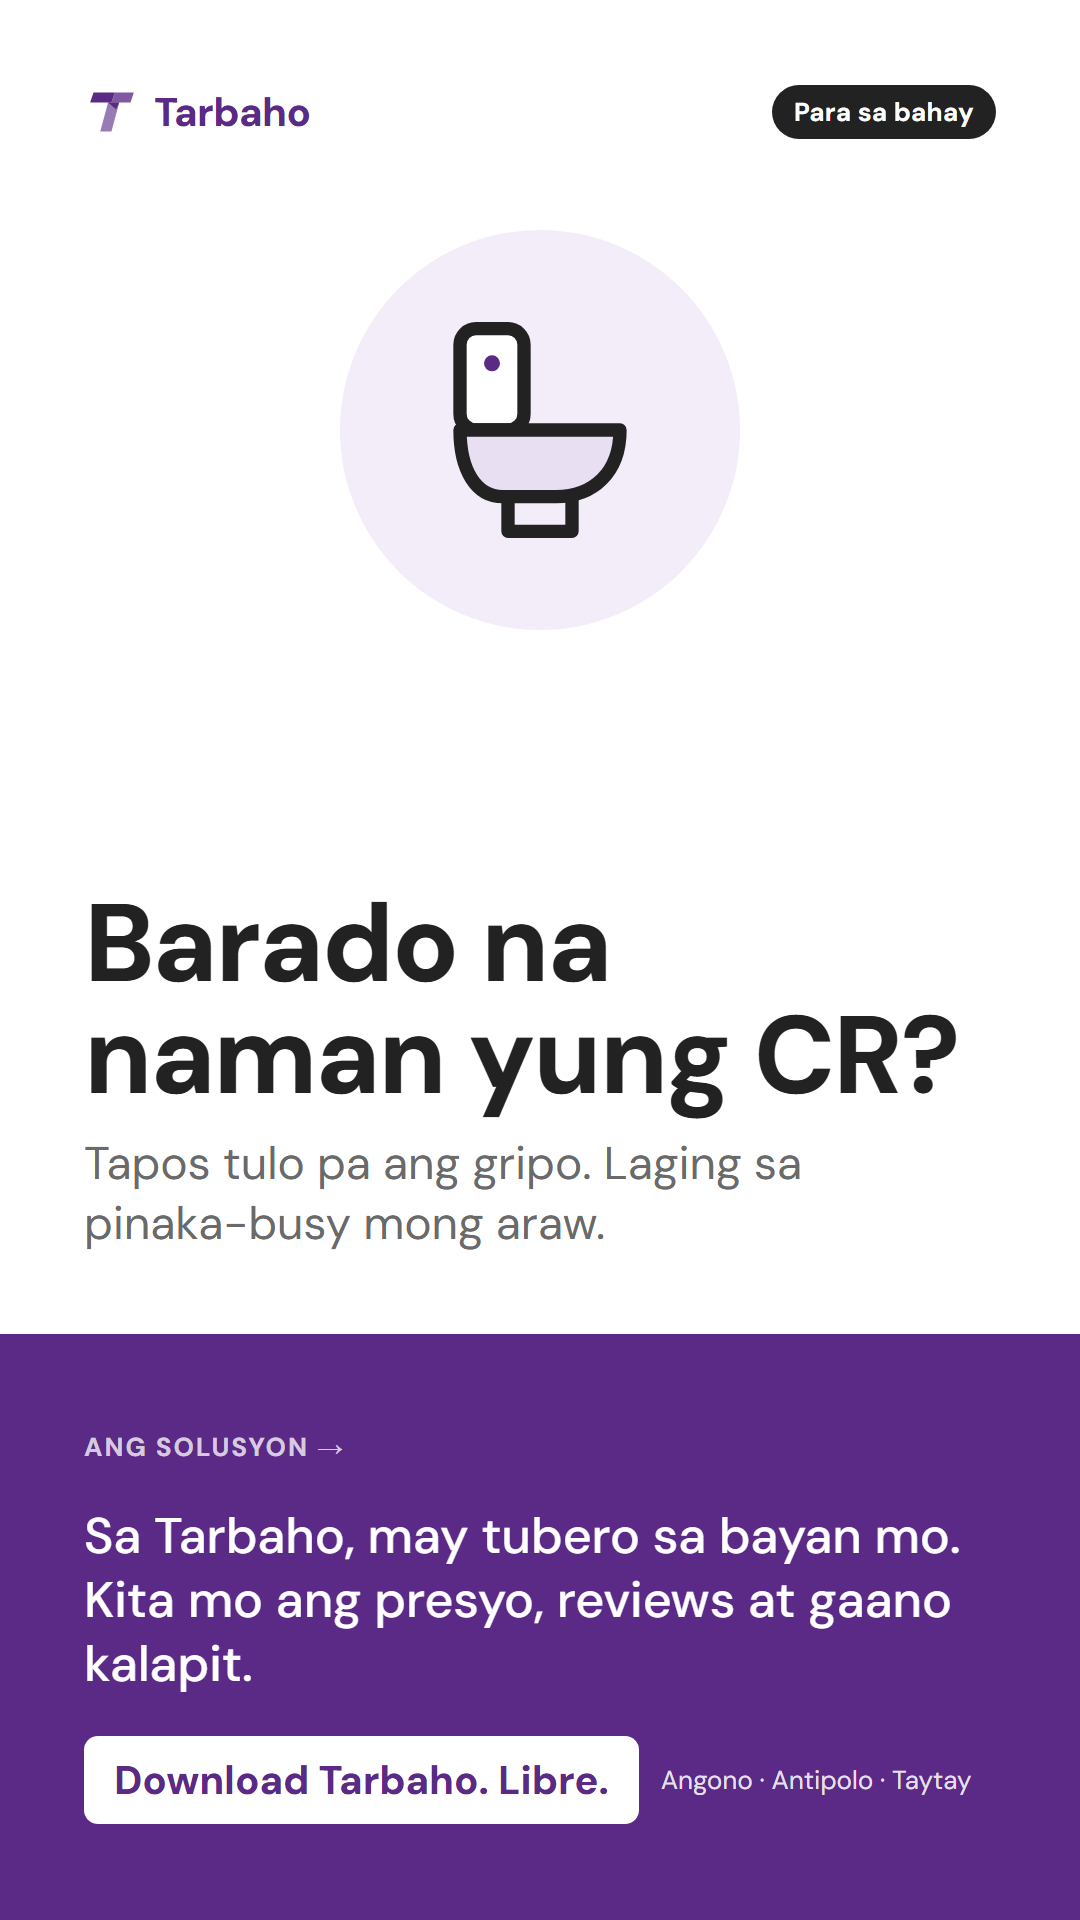 Tarbaho
Para sa bahay
Barado na
naman yung CR?
Tapos tulo pa ang gripo. Laging sa
pinaka-busy mong araw.
ANG SOLUSYON →
Sa Tarbaho, may tubero sa bayan mo.
Kita mo ang presyo, reviews at gaano
kalapit.
Download Tarbaho. Libre.
Angono · Antipolo · Taytay